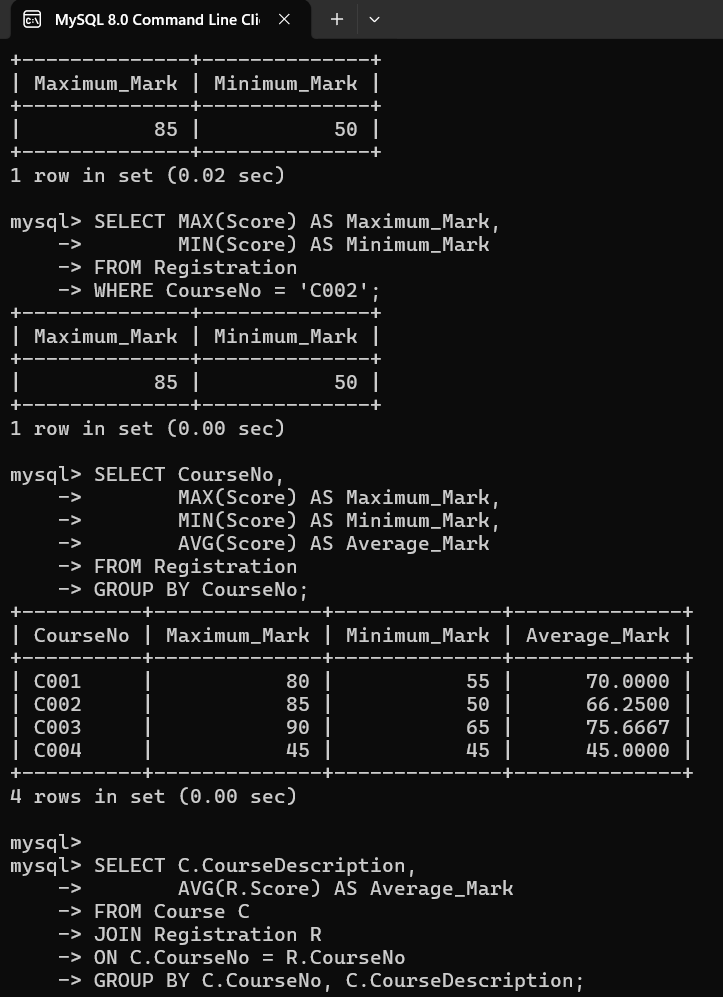 MySQL 8.0 Command Line Cli
+---------------+--------------+
| Maximum_Mark | Minimum_Mark |
+--------------+--------------+
|           85 |           50 |
+--------------+--------------+
1 row in set (0.02 sec)
mysql> SELECT MAX(Score) AS Maximum_Mark,
    ->        MIN(Score) AS Minimum_Mark
    -> FROM Registration
    -> WHERE CourseNo = 'C002';
+--------------+--------------+
| Maximum_Mark | Minimum_Mark |
+--------------+--------------+
|           85 |           50 |
+--------------+--------------+
1 row in set (0.00 sec)
mysql> SELECT CourseNo,
    ->        MAX(Score) AS Maximum_Mark,
    ->        MIN(Score) AS Minimum_Mark,
    ->        AVG(Score) AS Average_Mark
    -> FROM Registration
    -> GROUP BY CourseNo;
+----------+--------------+--------------+--------------+
| CourseNo | Maximum_Mark | Minimum_Mark | Average_Mark |
+----------+--------------+--------------+--------------+
| C001     |           80 |           55 |      70.0000 |
| C002     |           85 |           50 |      66.2500 |
| C003     |           90 |           65 |      75.6667 |
| C004     |           45 |           45 |      45.0000 |
+----------+--------------+--------------+--------------+
4 rows in set (0.00 sec)
mysql>
mysql> SELECT C.CourseDescription,
    ->        AVG(R.Score) AS Average_Mark
    -> FROM Course C
    -> JOIN Registration R
    -> ON C.CourseNo = R.CourseNo
    -> GROUP BY C.CourseNo, C.CourseDescription;